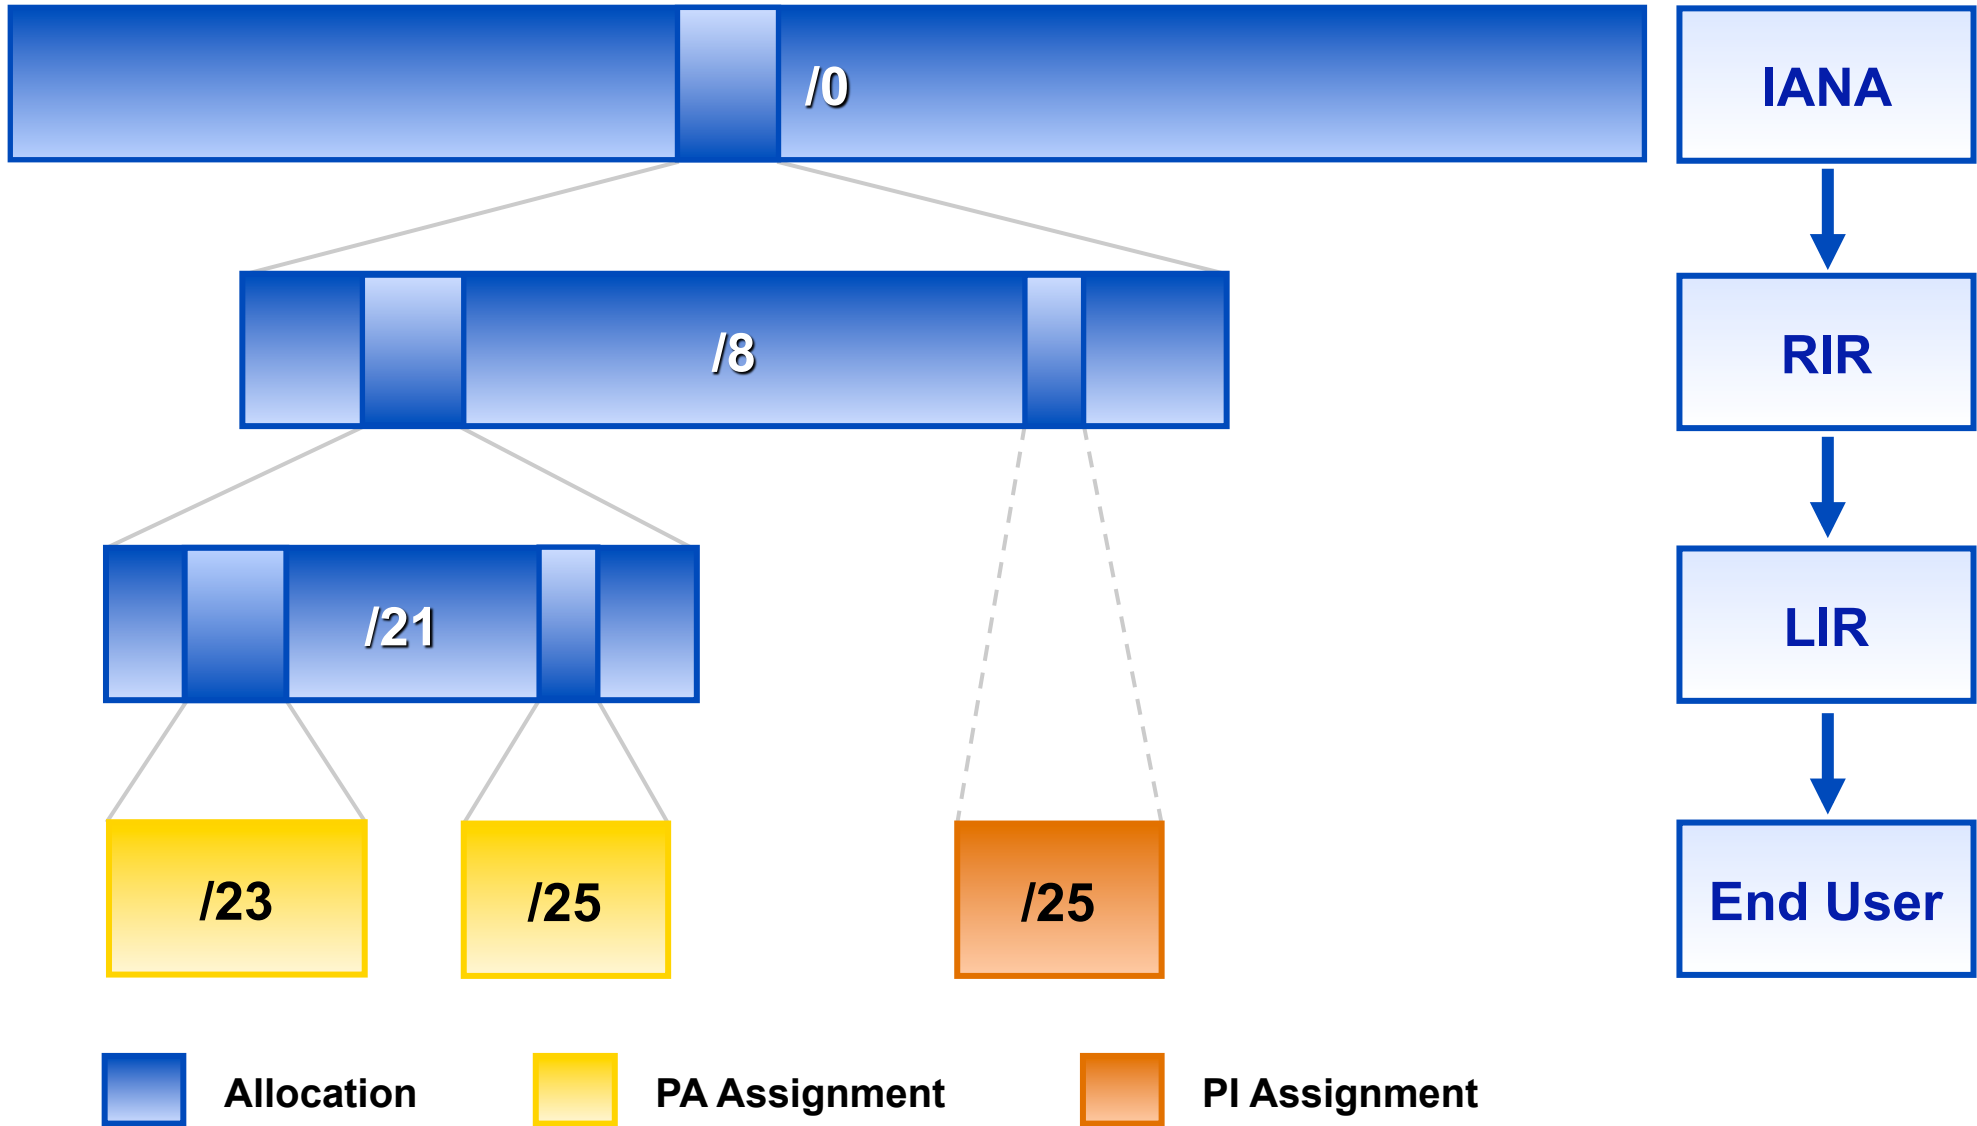 /0
IANA
/8
RIR
/21
LIR
/23
/25
/25
End User
Allocation
PA Assignment
PI Assignment